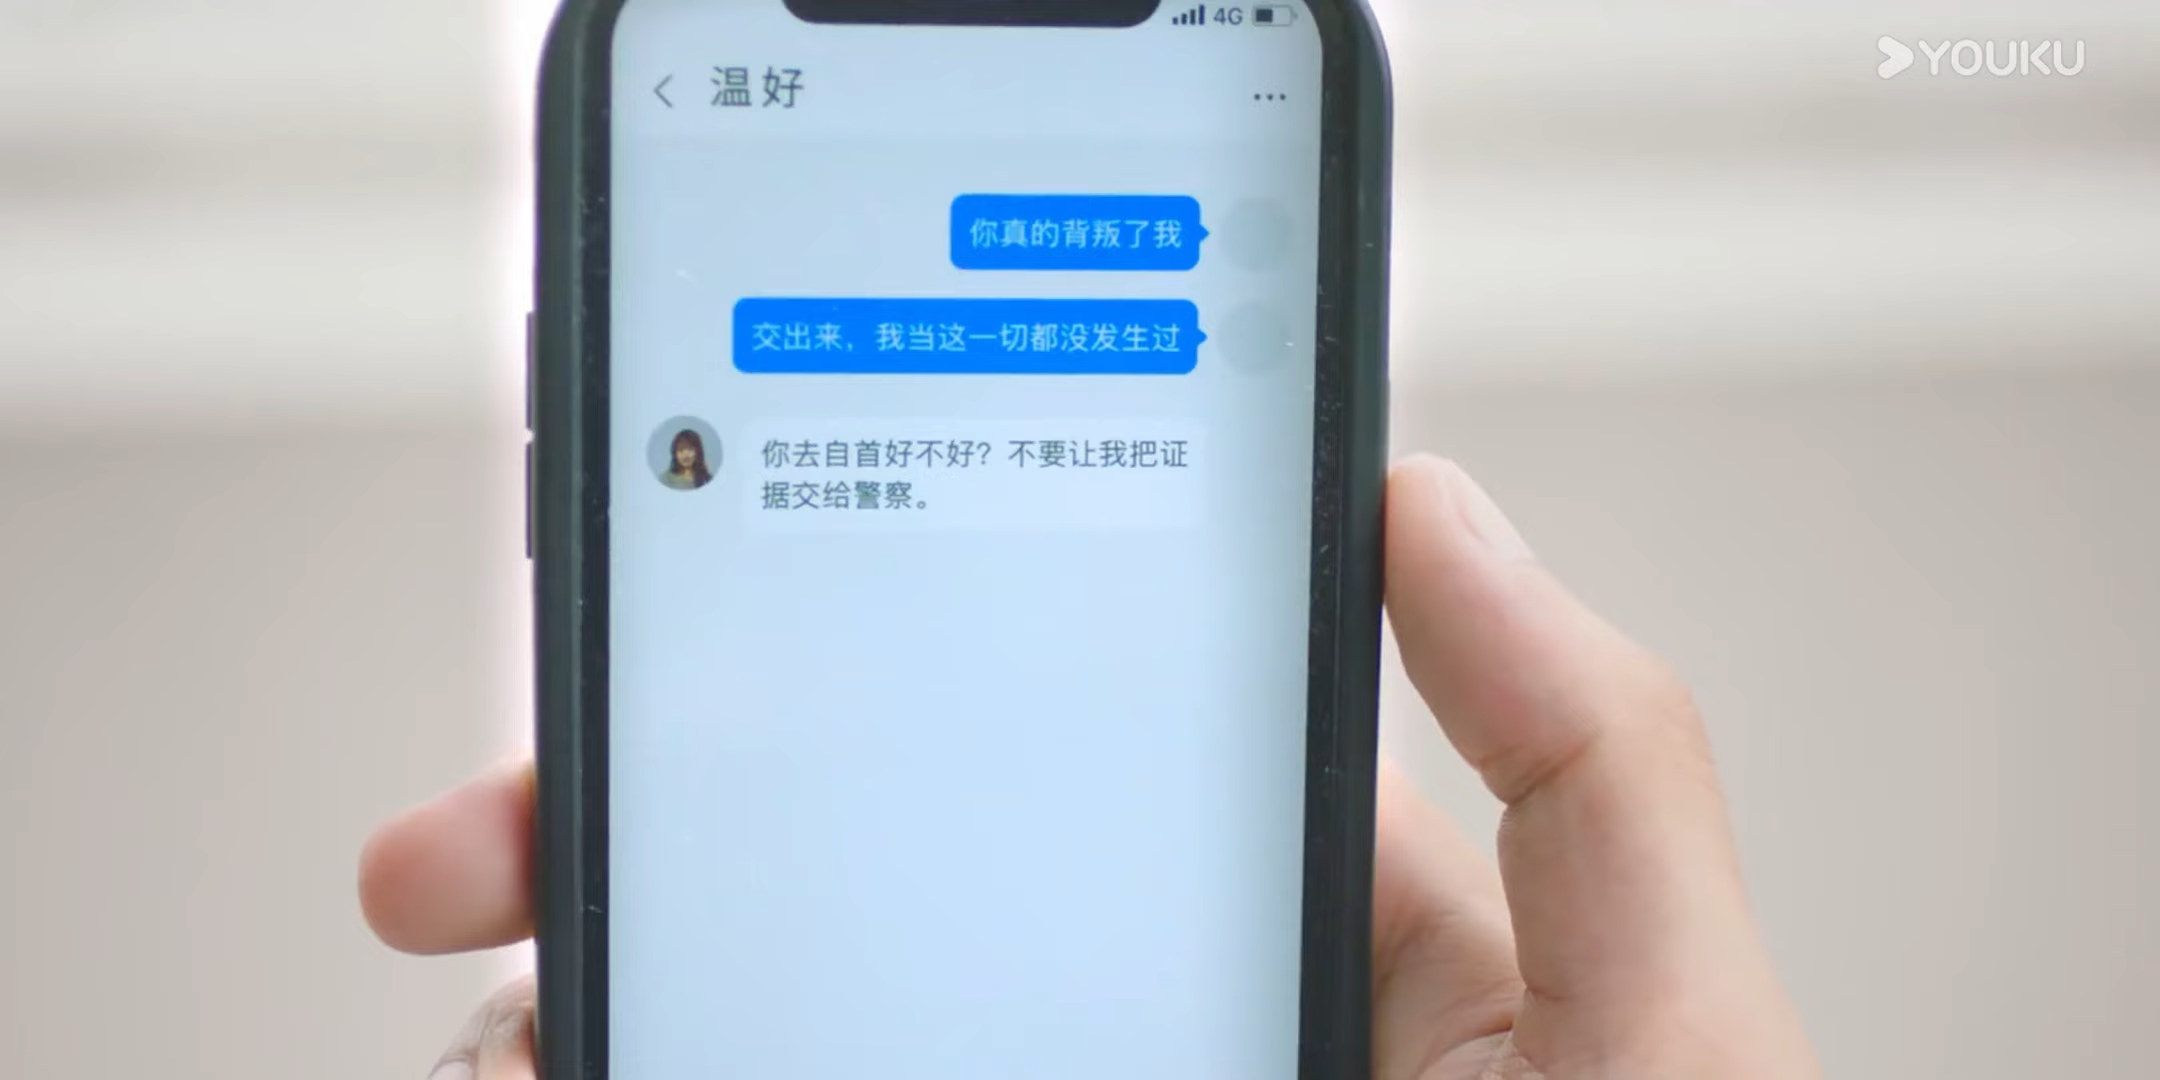 4G
YOUKU
温好
你真的背叛了我
交出来，我当这一切都没发生过
你去自首好不好？不要让我把证
据交给警察。